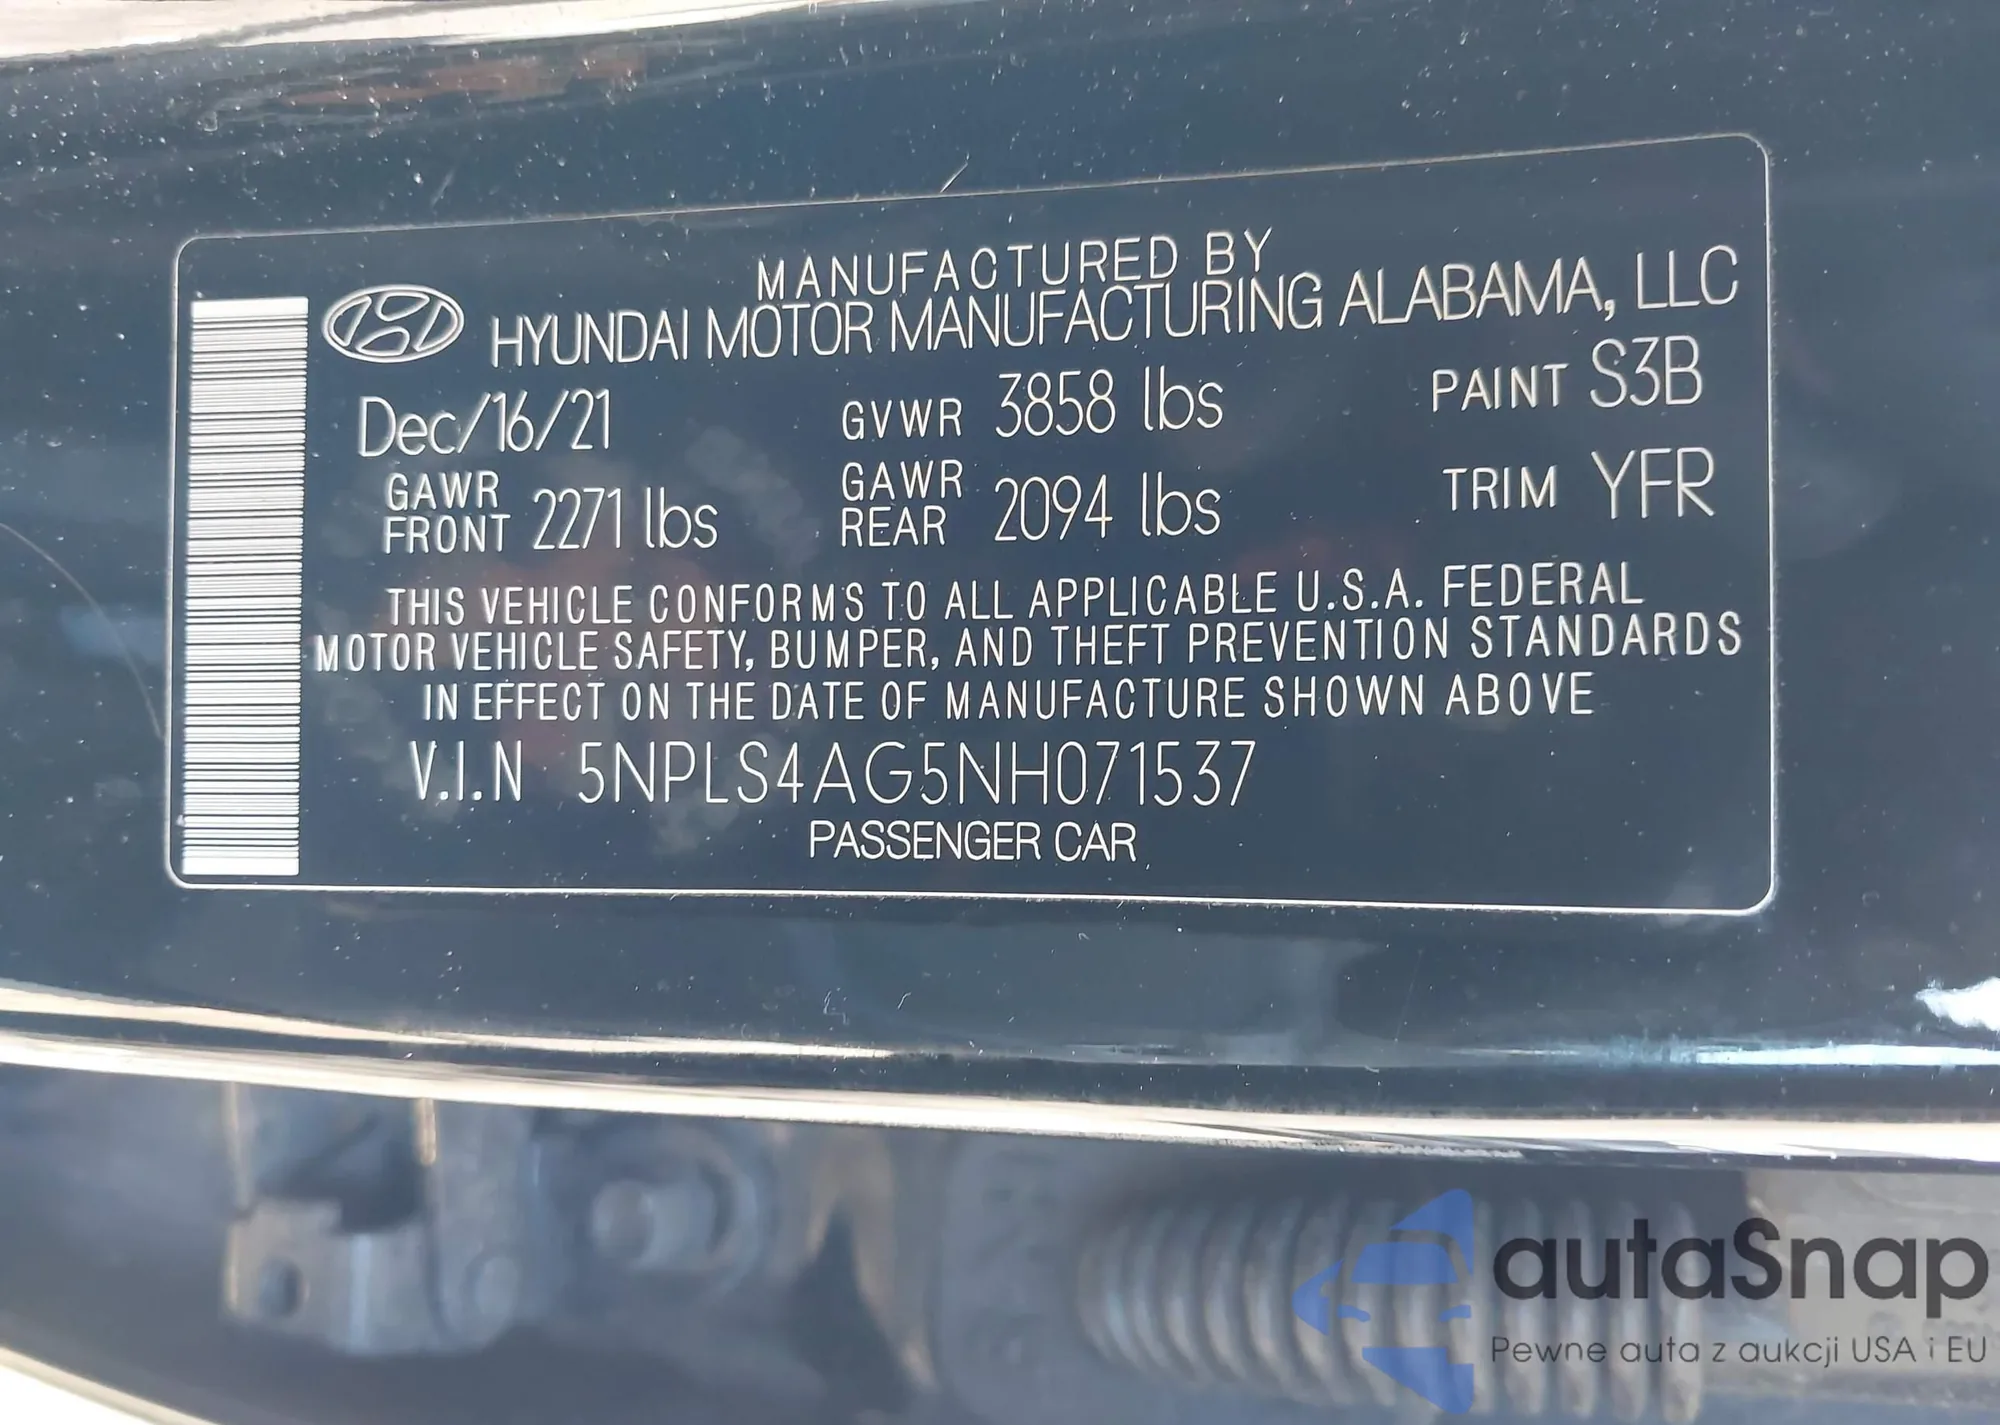 MANUFACTURED BY
HYUNDAI MOTOR MANUFACTURING ALABAMA, LLC
Dec/16/21 GVWR 3858 lbs PAINT S3B
GAWR FRONT 2271 lbs GAWR REAR 2094 lbs TRIM YFR
THIS VEHICLE CONFORMS TO ALL APPLICABLE U.S.A. FEDERAL
MOTOR VEHICLE SAFETY, BUMPER, AND THEFT PREVENTION STANDARDS
IN EFFECT ON THE DATE OF MANUFACTURE SHOWN ABOVE
V.I.N 5NPLS4AG5NH071537
PASSENGER CAR
autaSnap
Pewne auta z aukcji USA i EU